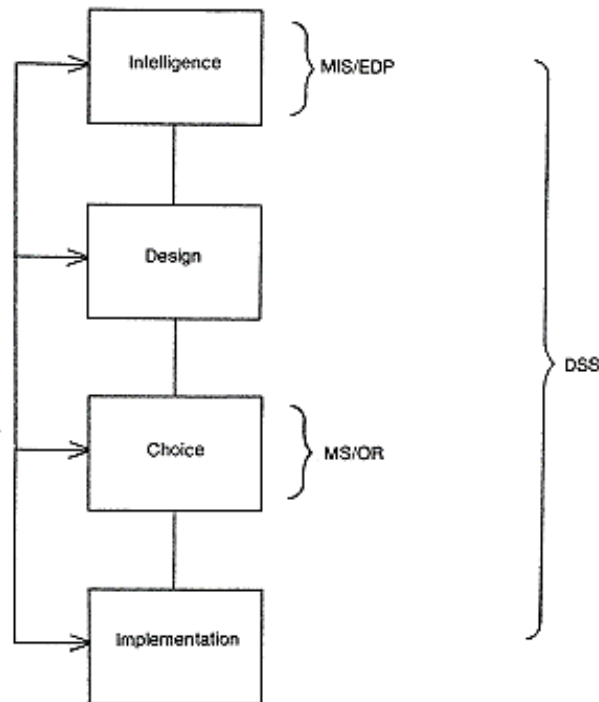 Intelligence
MIS/EDP
Design
DSS
Choice
MS/OR
Implementation